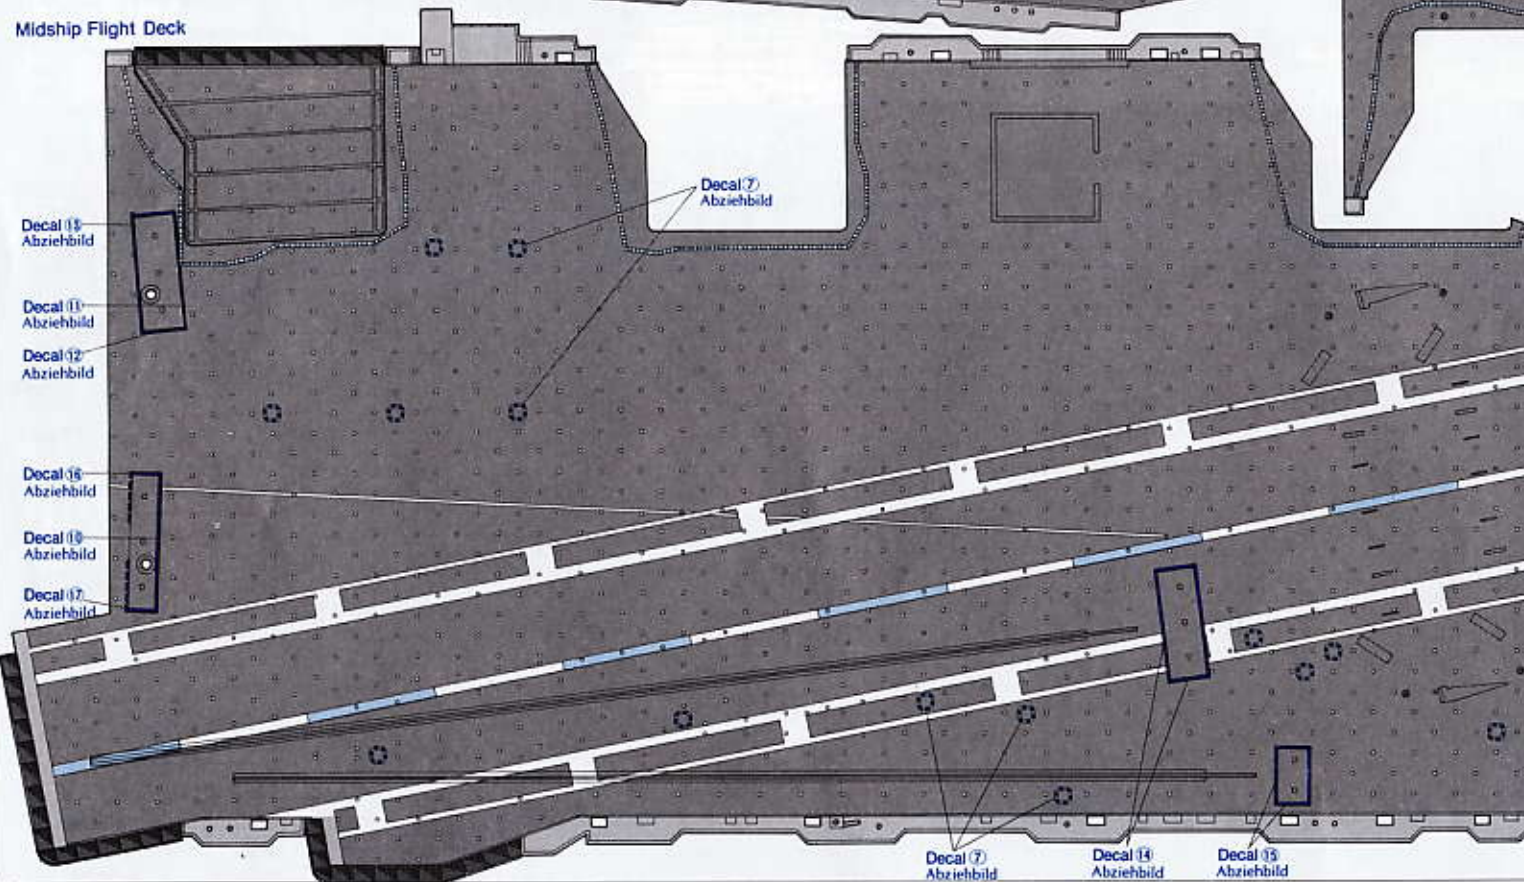 Midship Flight Deck
Decal ⑦
Abziehbild
Decal ⑬
Abziehbild
Decal ⑪
Abziehbild
Decal ⑫
Abziehbild
Decal ⑯
Abziehbild
Decal ⑩
Abziehbild
Decal ⑰
Abziehbild
Decal ⑦
Abziehbild
Decal ⑭
Abziehbild
Decal ⑮
Abziehbild